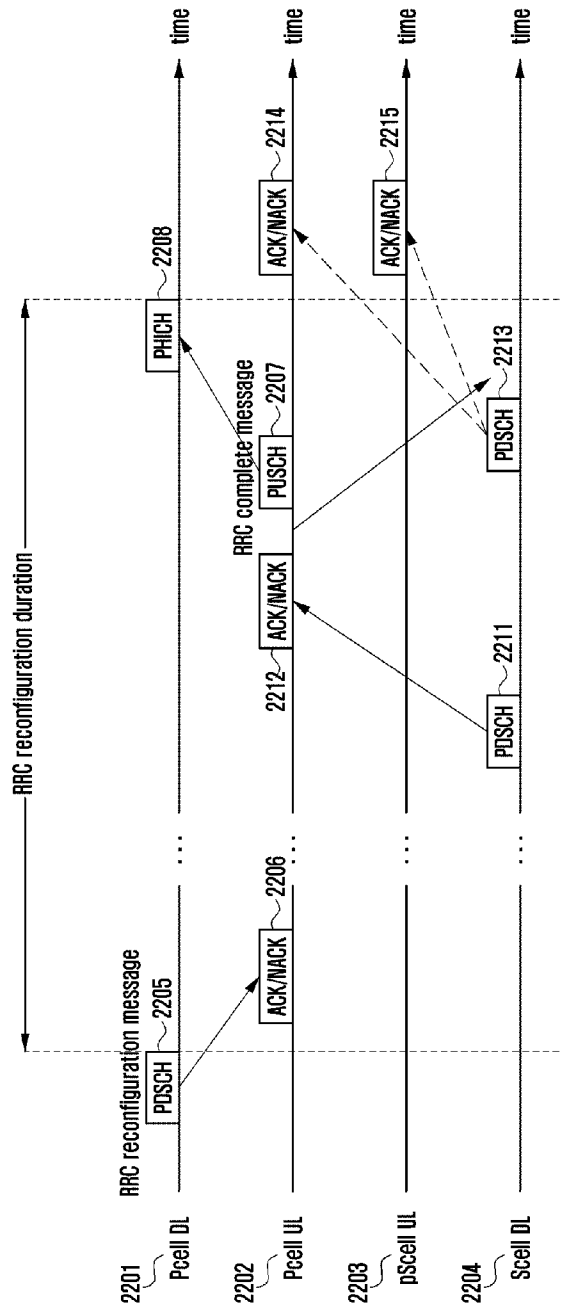 RRC reconfiguration duration
RRC reconfiguration message
2201
Pcell DL
PDSCH
2205
...
PHICH
2208
time
RRC complete message
2202
Pcell UL
ACK/NACK
2206
...
2212
ACK/NACK
PUSCH
2207
ACK/NACK
2214
time
2203
pScell UL
...
ACK/NACK
2215
time
2204
Scell DL
...
PDSCH
2211
PDSCH
2213
time